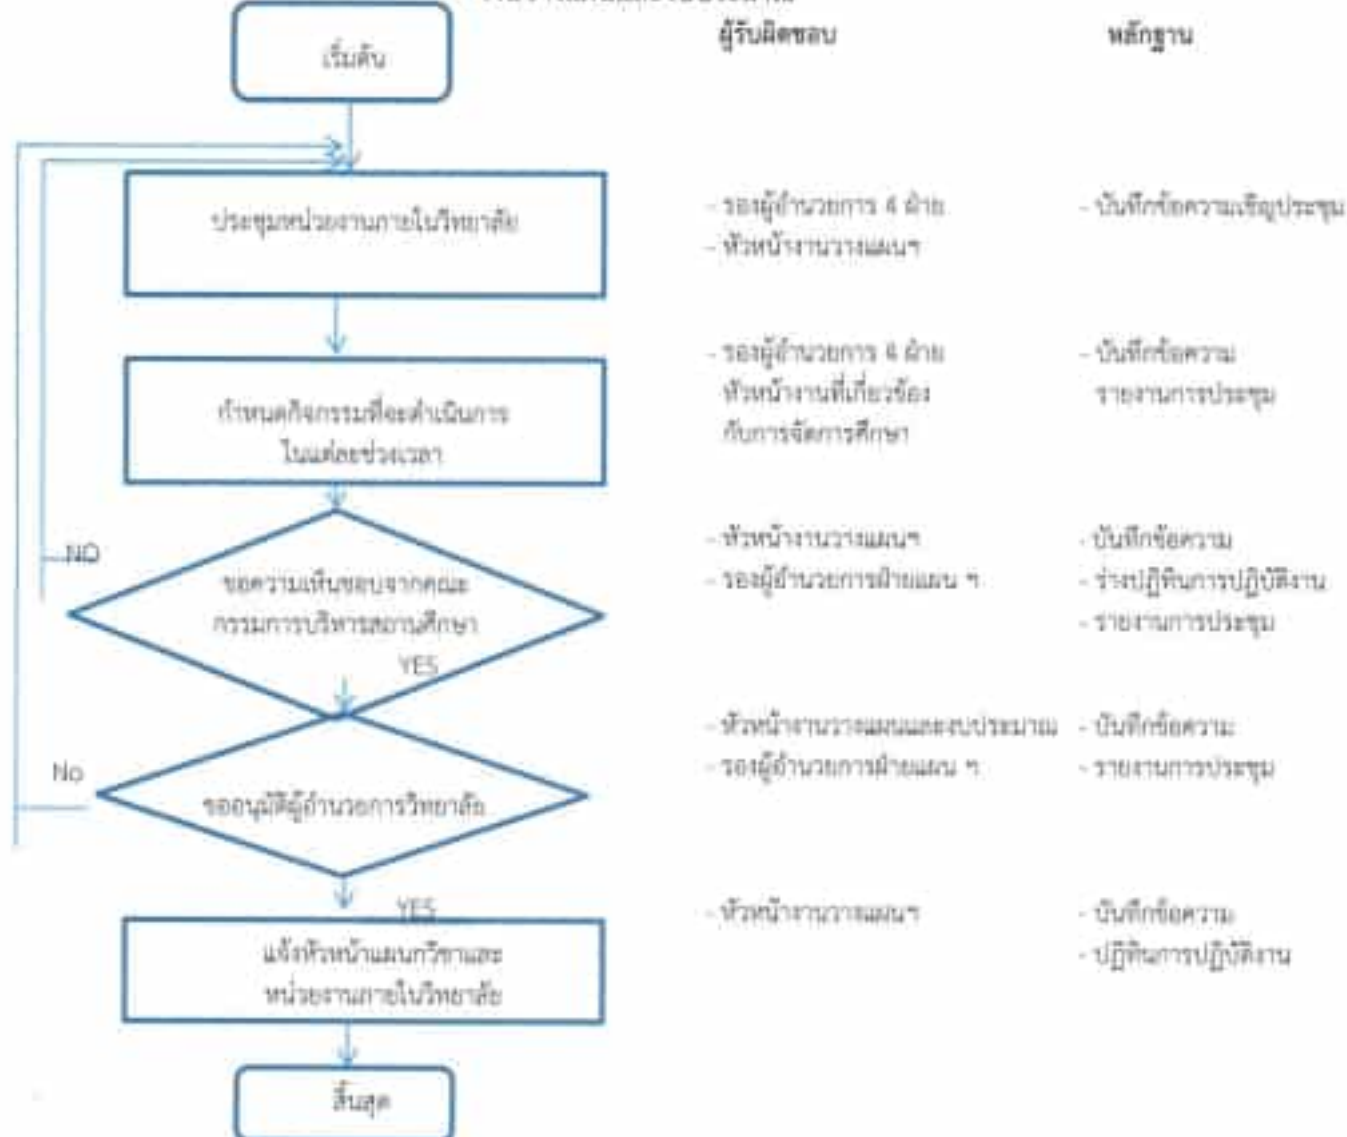 ผู้รับผิดชอบ
หลักฐาน
เริ่มต้น
ประชุมหน่วยงานภายในวิทยาลัย
- รองผู้อำนวยการ 4 ฝ่าย
- หัวหน้างานวางแผนฯ
- บันทึกข้อความเชิญประชุม
กำหนดกิจกรรมที่จะดำเนินการ
ในแต่ละช่วงเวลา
- รองผู้อำนวยการ 4 ฝ่าย
หัวหน้างานที่เกี่ยวข้อง
กับการจัดการศึกษา
- บันทึกข้อความ
รายงานการประชุม
NO
ขอความเห็นชอบจากคณะ
กรรมการบริหารสถานศึกษา
YES
- หัวหน้างานวางแผนฯ
- รองผู้อำนวยการฝ่ายแผน ฯ
- บันทึกข้อความ
- ร่างปฏิทินการปฏิบัติงาน
- รายงานการประชุม
No
ขออนุมัติผู้อำนวยการวิทยาลัย
YES
- หัวหน้างานวางแผนและงบประมาณ
- รองผู้อำนวยการฝ่ายแผน ฯ
- บันทึกข้อความ
- รายงานการประชุม
แจ้งหัวหน้าแผนกวิชาและ
หน่วยงานภายในวิทยาลัย
- หัวหน้างานวางแผนฯ
- บันทึกข้อความ
- ปฏิทินการปฏิบัติงาน
สิ้นสุด